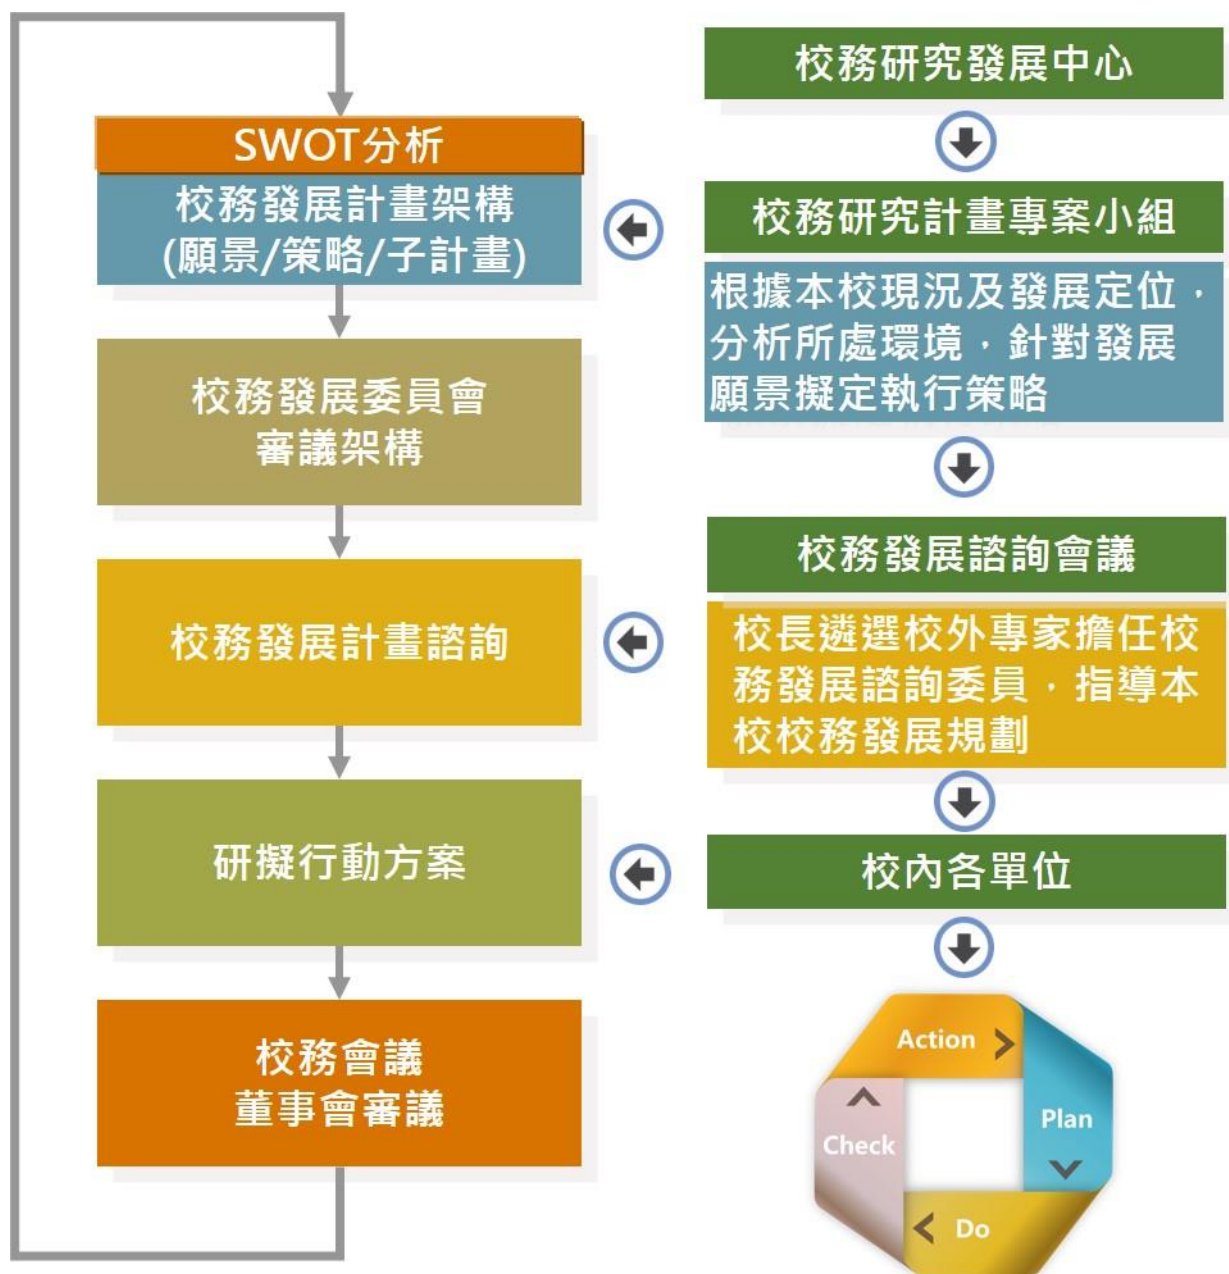 SWOT分析
校務發展計畫架構
(願景/策略/子計畫)
校務發展委員會
審議架構
校務發展計畫諮詢
研擬行動方案
校務會議
董事會審議
校務研究發展中心
校務研究計畫專案小組
根據本校現況及發展定位，
分析所處環境，針對發展
願景擬定執行策略
校務發展諮詢會議
校長遴選校外專家擔任校
務發展諮詢委員，指導本
校校務發展規劃
校內各單位
Action
Plan
Check
Do